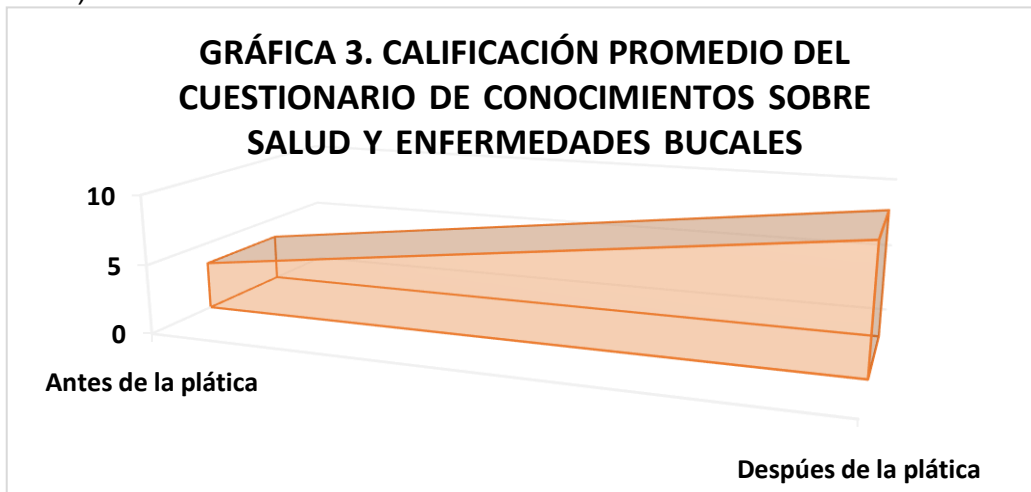 GRÁFICA 3. CALIFICACIÓN PROMEDIO DEL
CUESTIONARIO DE CONOCIMIENTOS SOBRE
SALUD Y ENFERMEDADES BUCALES
10
5
0
Antes de la plática
Despúes de la plática